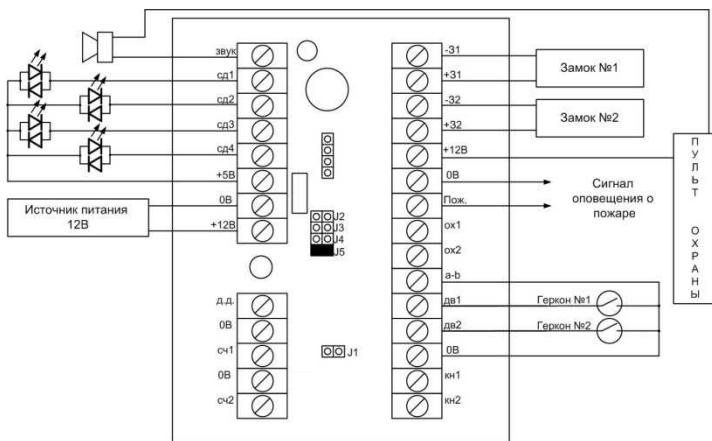 звук
сд1
сд2
сд3
сд4
+5В
0В
+12В
Источник питания
12В
д.д.
0В
сч1
0В
сч2
J2
J3
J4
J5
J1
-З1
+З1
-З2
+З2
+12В
0В
Пож.
ох1
ох2
a-b
дв1
дв2
0В
кн1
кн2
Замок №1
Замок №2
Сигнал
оповещения о
пожаре
Геркон №1
Геркон №2
ПУЛЬТ ОХРАНЫ